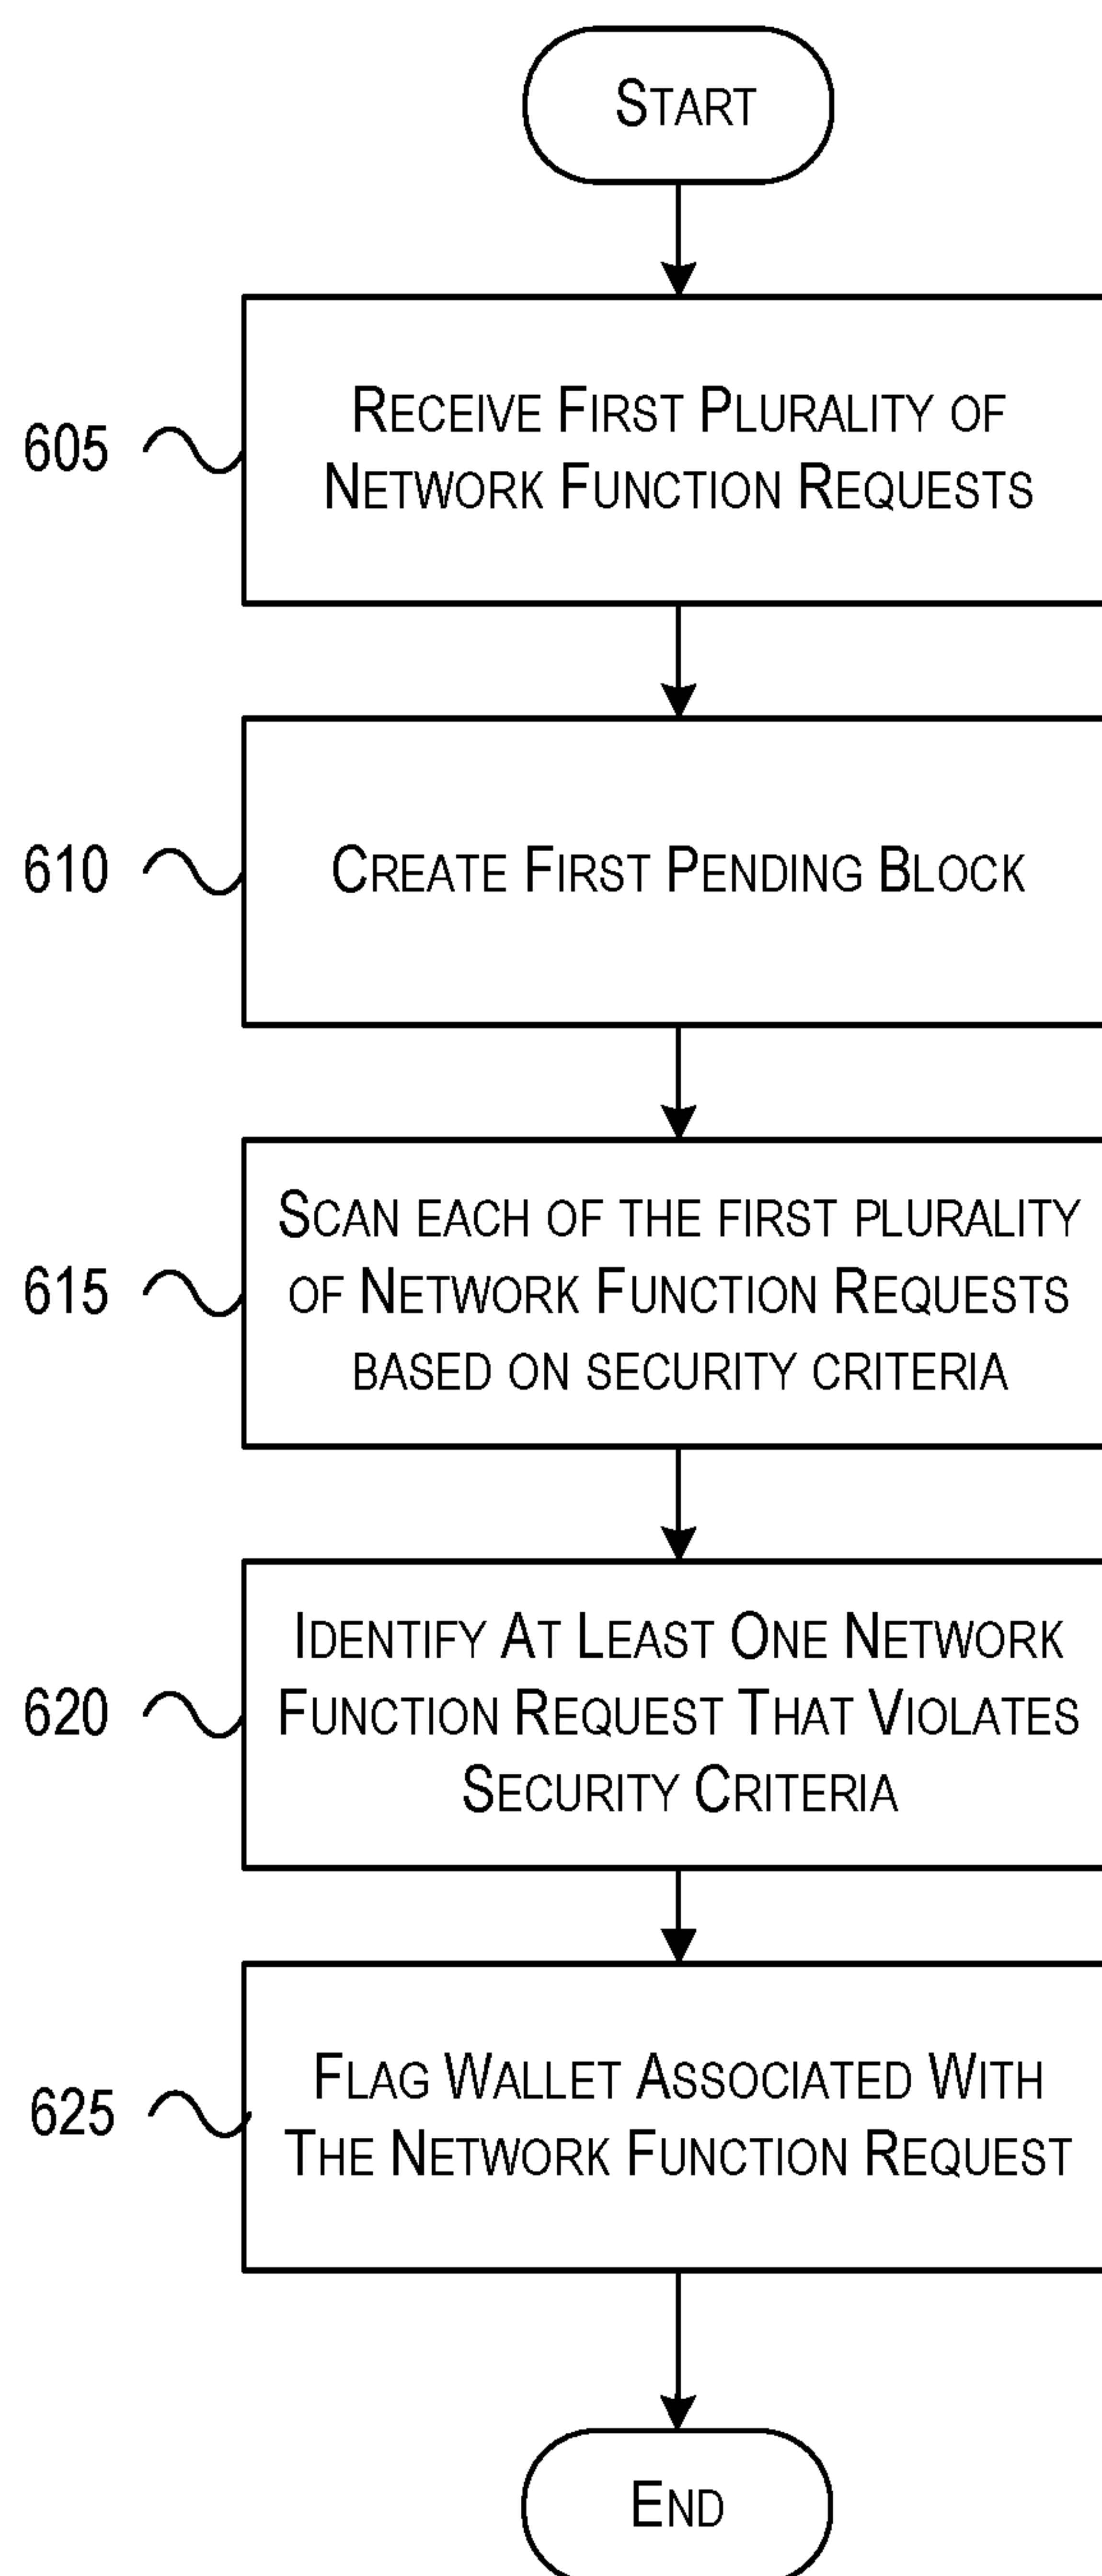 START
605
RECEIVE FIRST PLURALITY OF
NETWORK FUNCTION REQUESTS
610
CREATE FIRST PENDING BLOCK
615
SCAN EACH OF THE FIRST PLURALITY
OF NETWORK FUNCTION REQUESTS
BASED ON SECURITY CRITERIA
620
IDENTIFY AT LEAST ONE NETWORK
FUNCTION REQUEST THAT VIOLATES
SECURITY CRITERIA
625
FLAG WALLET ASSOCIATED WITH
THE NETWORK FUNCTION REQUEST
END